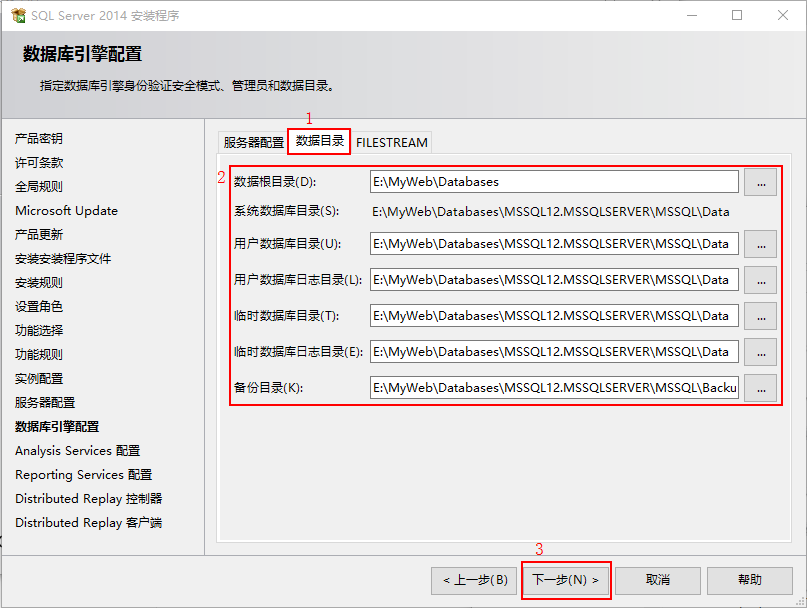 SQL Server 2014 安装程序
数据库引擎配置
指定数据库引擎身份验证安全模式、管理员和数据目录。
产品密钥
许可条款
全局规则
Microsoft Update
产品更新
安装安装程序文件
安装规则
设置角色
功能选择
功能规则
实例配置
服务器配置
数据库引擎配置
Analysis Services 配置
Reporting Services 配置
Distributed Replay 控制器
Distributed Replay 客户端
1
服务器配置 数据目录 FILESTREAM
2
数据根目录(D): E:\MyWeb\Databases ...
系统数据库目录(S): E:\MyWeb\Databases\MSSQL12.MSSQLSERVER\MSSQL\Data
用户数据库目录(U): E:\MyWeb\Databases\MSSQL12.MSSQLSERVER\MSSQL\Data ...
用户数据库日志目录(L): E:\MyWeb\Databases\MSSQL12.MSSQLSERVER\MSSQL\Data ...
临时数据库目录(T): E:\MyWeb\Databases\MSSQL12.MSSQLSERVER\MSSQL\Data ...
临时数据库日志目录(E): E:\MyWeb\Databases\MSSQL12.MSSQLSERVER\MSSQL\Data ...
备份目录(K): E:\MyWeb\Databases\MSSQL12.MSSQLSERVER\MSSQL\Backu ...
3
< 上一步(B) 下一步(N) > 取消 帮助